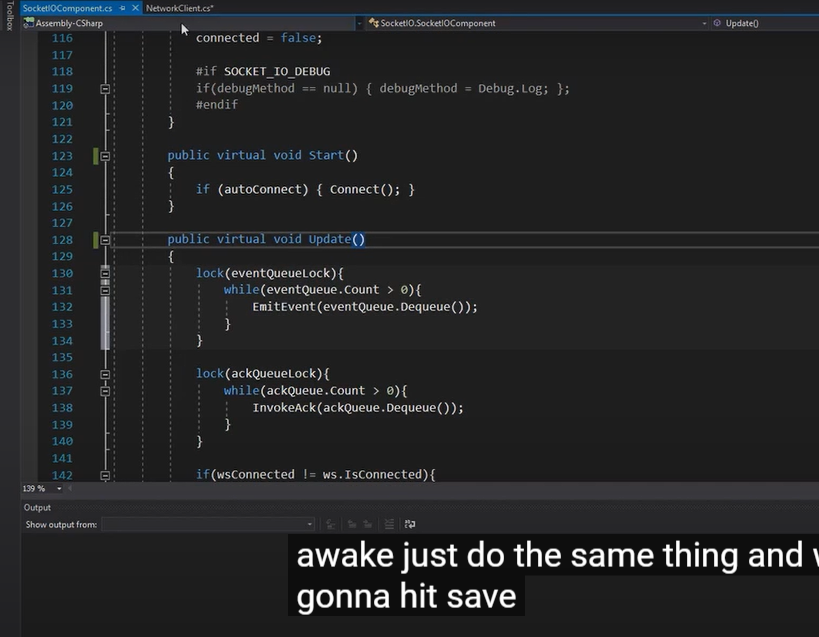 Toolbox
SocketIOComponent.cs NetworkClient.cs*
Assembly-CSharp SocketIO.SocketIOComponent Update()
116 connected = false;
117
118 #if SOCKET_IO_DEBUG
119 if(debugMethod == null) { debugMethod = Debug.Log; };
120 #endif
121 }
122
123 public virtual void Start()
124 {
125 if (autoConnect) { Connect(); }
126 }
127
128 public virtual void Update()
129 {
130 lock(eventQueueLock){
131 while(eventQueue.Count > 0){
132 EmitEvent(eventQueue.Dequeue());
133 }
134 }
135
136 lock(ackQueueLock){
137 while(ackQueue.Count > 0){
138 InvokeAck(ackQueue.Dequeue());
139 }
140 }
141
142 if(wsConnected != ws.IsConnected){
139 %
Output
Show output from:
awake just do the same thing and w
gonna hit save